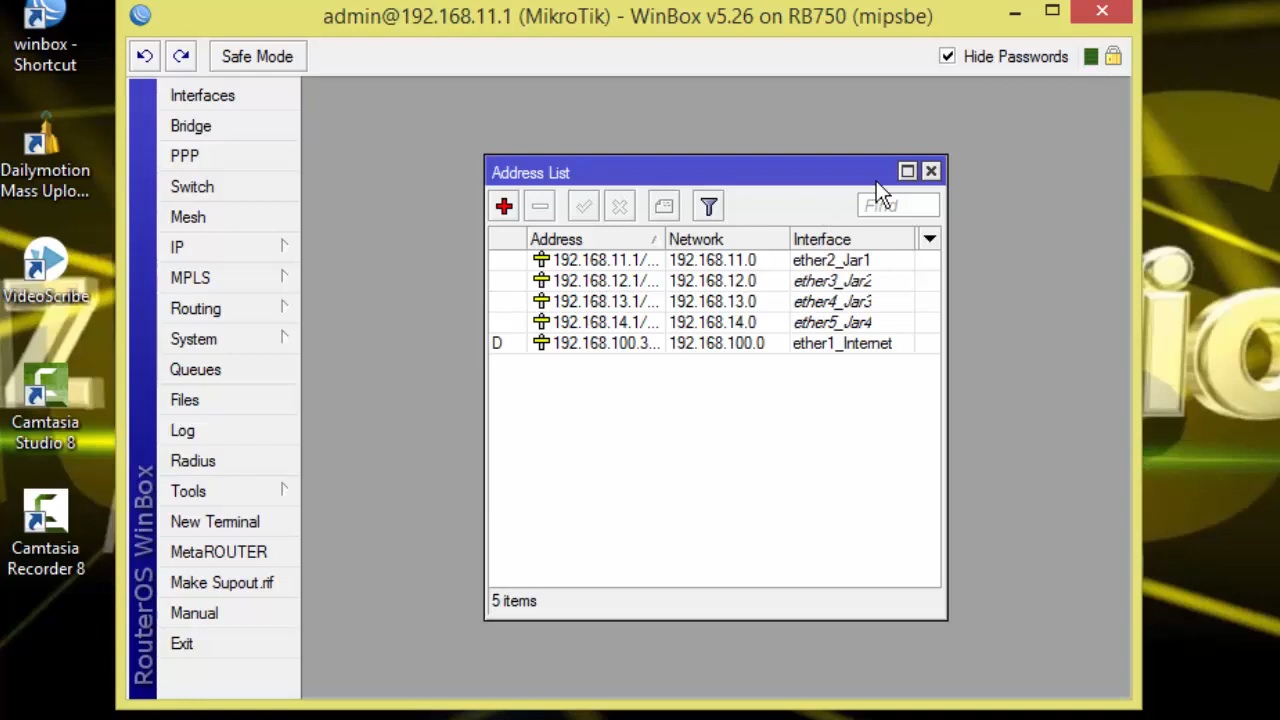 winbox -
Shortcut
Dailymotion
Mass Uplo...
VideoScribe
Camtasia
Studio 8
Camtasia
Recorder 8
admin@192.168.11.1 (MikroTik) - WinBox v5.26 on RB750 (mipsbe)
Safe Mode
Hide Passwords
RouterOS WinBox
Interfaces
Bridge
PPP
Switch
Mesh
IP
MPLS
Routing
System
Queues
Files
Log
Radius
Tools
New Terminal
MetaROUTER
Make Supout.rif
Manual
Exit
Address List
Find
Address Network Interface
192.168.11.1/... 192.168.11.0 ether2_Jar1
192.168.12.1/... 192.168.12.0 ether3_Jar2
192.168.13.1/... 192.168.13.0 ether4_Jar3
192.168.14.1/... 192.168.14.0 ether5_Jar4
D 192.168.100.3... 192.168.100.0 ether1_Internet
5 items